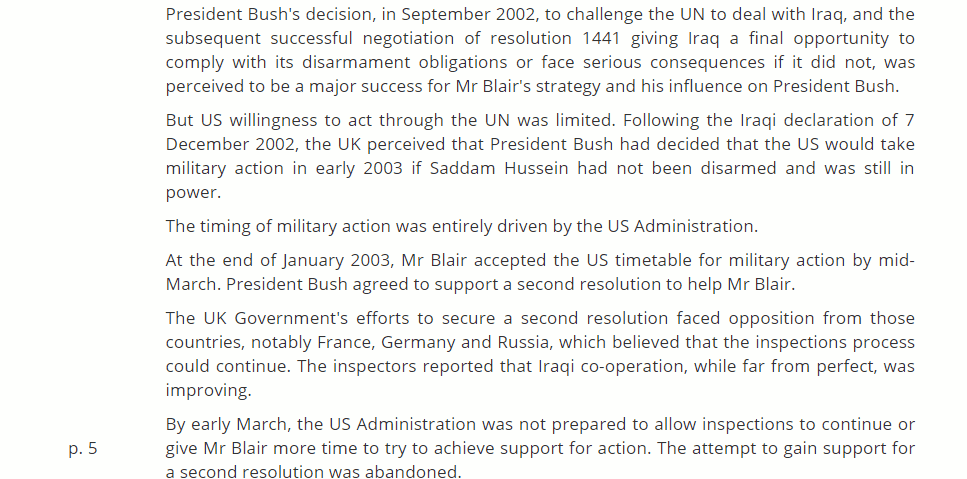 President Bush's decision, in September 2002, to challenge the UN to deal with Iraq, and the
subsequent successful negotiation of resolution 1441 giving Iraq a final opportunity to
comply with its disarmament obligations or face serious consequences if it did not, was
perceived to be a major success for Mr Blair's strategy and his influence on President Bush.
But US willingness to act through the UN was limited. Following the Iraqi declaration of 7
December 2002, the UK perceived that President Bush had decided that the US would take
military action in early 2003 if Saddam Hussein had not been disarmed and was still in
power.
The timing of military action was entirely driven by the US Administration.
At the end of January 2003, Mr Blair accepted the US timetable for military action by mid-
March. President Bush agreed to support a second resolution to help Mr Blair.
The UK Government's efforts to secure a second resolution faced opposition from those
countries, notably France, Germany and Russia, which believed that the inspections process
could continue. The inspectors reported that Iraqi co-operation, while far from perfect, was
improving.
By early March, the US Administration was not prepared to allow inspections to continue or
p. 5 give Mr Blair more time to try to achieve support for action. The attempt to gain support for
a second resolution was abandoned.